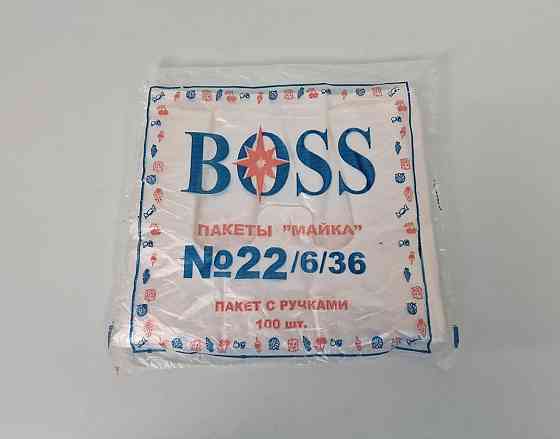 BOSS
ПАКЕТЫ "МАЙКА"
№22/6/36
ПАКЕТ С РУЧКАМИ
100 шт.